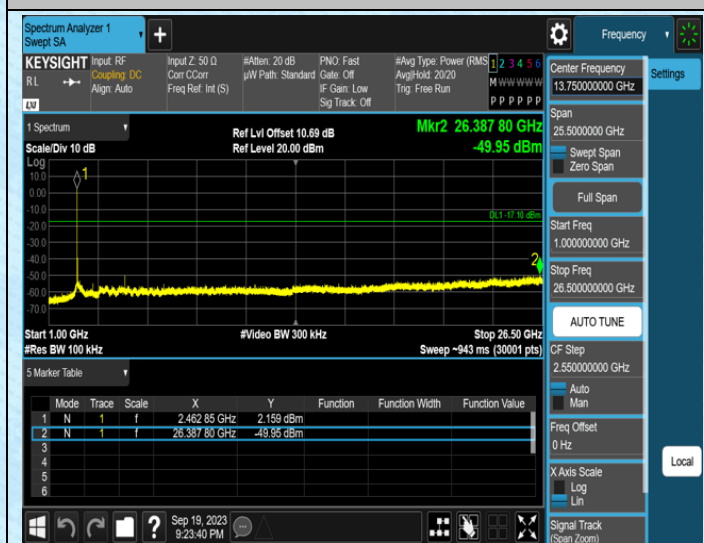 Spectrum Analyzer 1
Swept SA
+
Frequency
KEYSIGHT
RL
LXI
Input: RF
Coupling: DC
Align: Auto
Input Z: 50 Ω
Corr CCorr
Freq Ref: Int (S)
#Atten: 20 dB
µW Path: Standard
PNO: Fast
Gate: Off
IF Gain: Low
Sig Track: Off
#Avg Type: Power (RMS
Avg|Hold: 20/20
Trig: Free Run
1 2 3 4 5 6
M W W W W W
P P P P P P
1 Spectrum
Scale/Div 10 dB
Ref Lvl Offset 10.69 dB
Ref Level 20.00 dBm
Mkr2 26.387 80 GHz
-49.95 dBm
Log
10.0
0.00
-10.0
-20.0
-30.0
-40.0
-50.0
-60.0
-70.0
1
DL1 -17.10 dBm
2
Start 1.00 GHz
#Res BW 100 kHz
#Video BW 300 kHz
Stop 26.50 GHz
Sweep ~943 ms (30001 pts)
5 Marker Table
Mode Trace Scale X Y Function Function Width Function Value
1 N 1 f 2.462 85 GHz 2.159 dBm
2 N 1 f 26.387 80 GHz -49.95 dBm
3
4
5
6
?
Sep 19, 2023
9:23:40 PM
Center Frequency
13.750000000 GHz
Span
25.5000000 GHz
Swept Span
Zero Span
Full Span
Start Freq
1.000000000 GHz
Stop Freq
26.500000000 GHz
AUTO TUNE
CF Step
2.550000000 GHz
Auto
Man
Freq Offset
0 Hz
X Axis Scale
Log
Lin
Signal Track
(Span Zoom)
Settings
Local